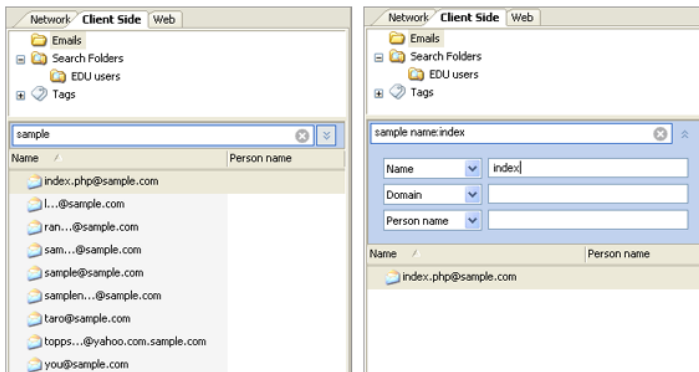 Network Client Side Web
Emails
Search Folders
EDU users
Tags
sample
Name Person name
index.php@sample.com
l...@sample.com
ran...@sample.com
sam...@sample.com
sample@sample.com
samplen...@sample.com
taro@sample.com
topps...@yahoo.com.sample.com
you@sample.com
Network Client Side Web
Emails
Search Folders
EDU users
Tags
sample name:index
Name index
Domain
Person name
Name Person name
index.php@sample.com